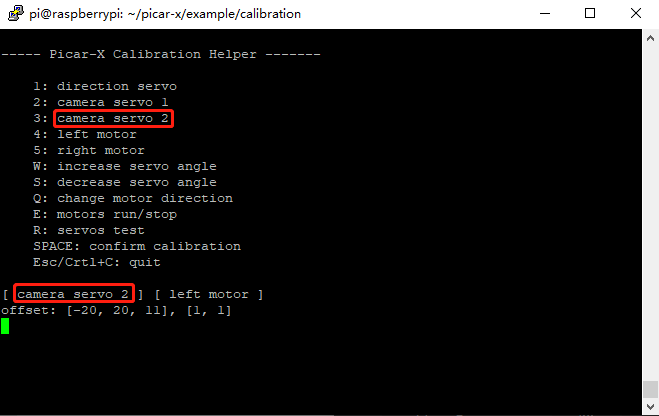 pi@raspberrypi: ~/picar-x/example/calibration
----- Picar-X Calibration Helper -------
1: direction servo
2: camera servo 1
3: camera servo 2
4: left motor
5: right motor
W: increase servo angle
S: decrease servo angle
Q: change motor direction
E: motors run/stop
R: servos test
SPACE: confirm calibration
Esc/Crtl+C: quit
[ camera servo 2 ] [ left motor ]
offset: [-20, 20, 11], [1, 1]